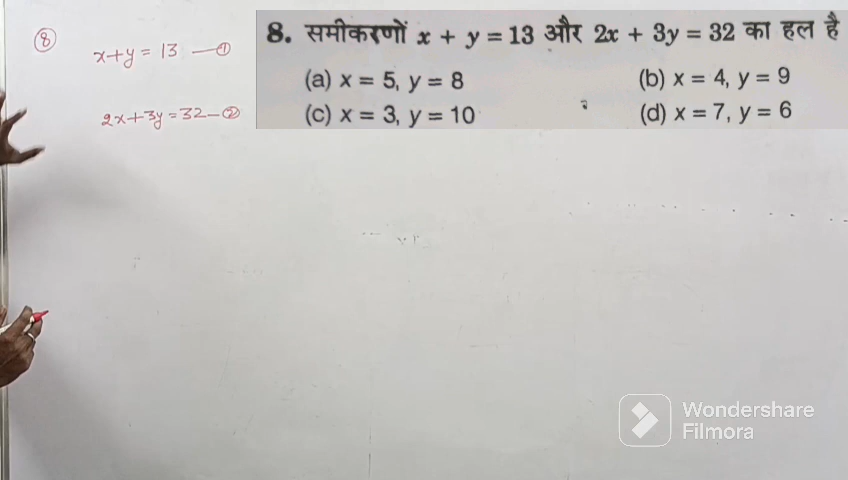 ⑧
x+y = 13 —①
2x+3y = 32 —②
8. समीकरणों x + y = 13 और 2x + 3y = 32 का हल है
(a) x = 5, y = 8
(b) x = 4, y = 9
(c) x = 3, y = 10
(d) x = 7, y = 6
Wondershare
Filmora